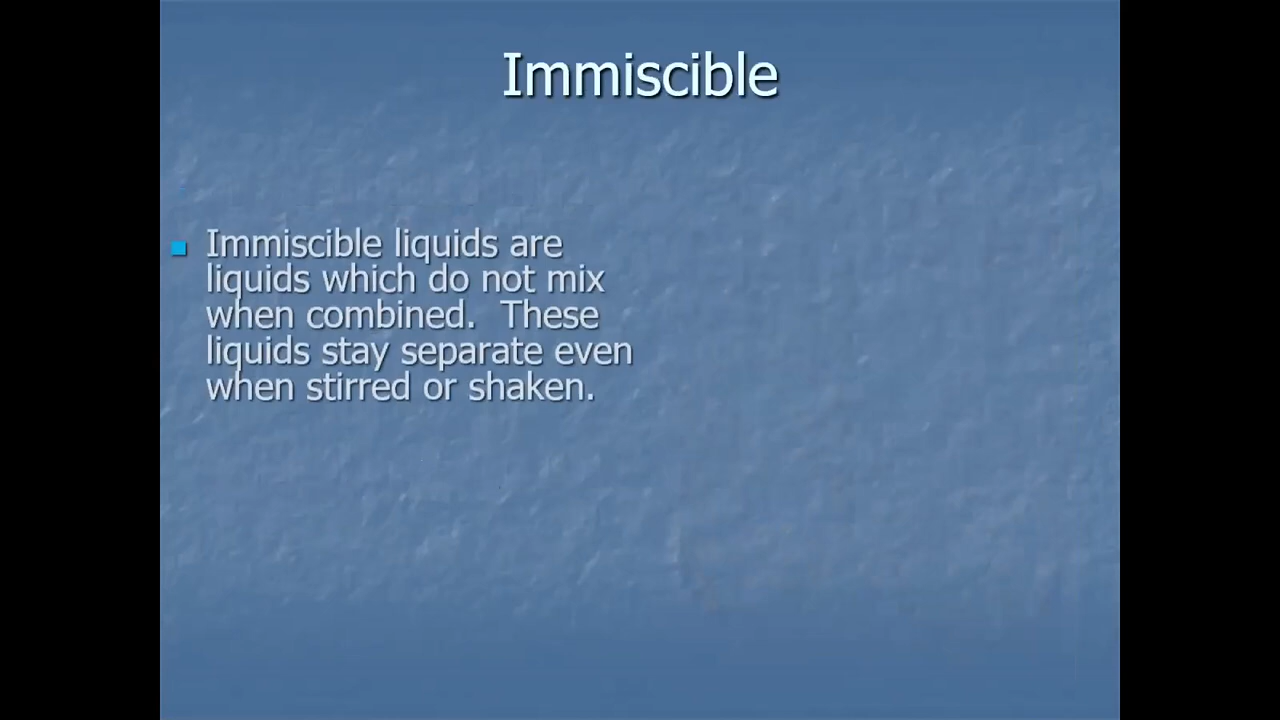 Immiscible
Immiscible liquids are
liquids which do not mix
when combined.  These
liquids stay separate even
when stirred or shaken.